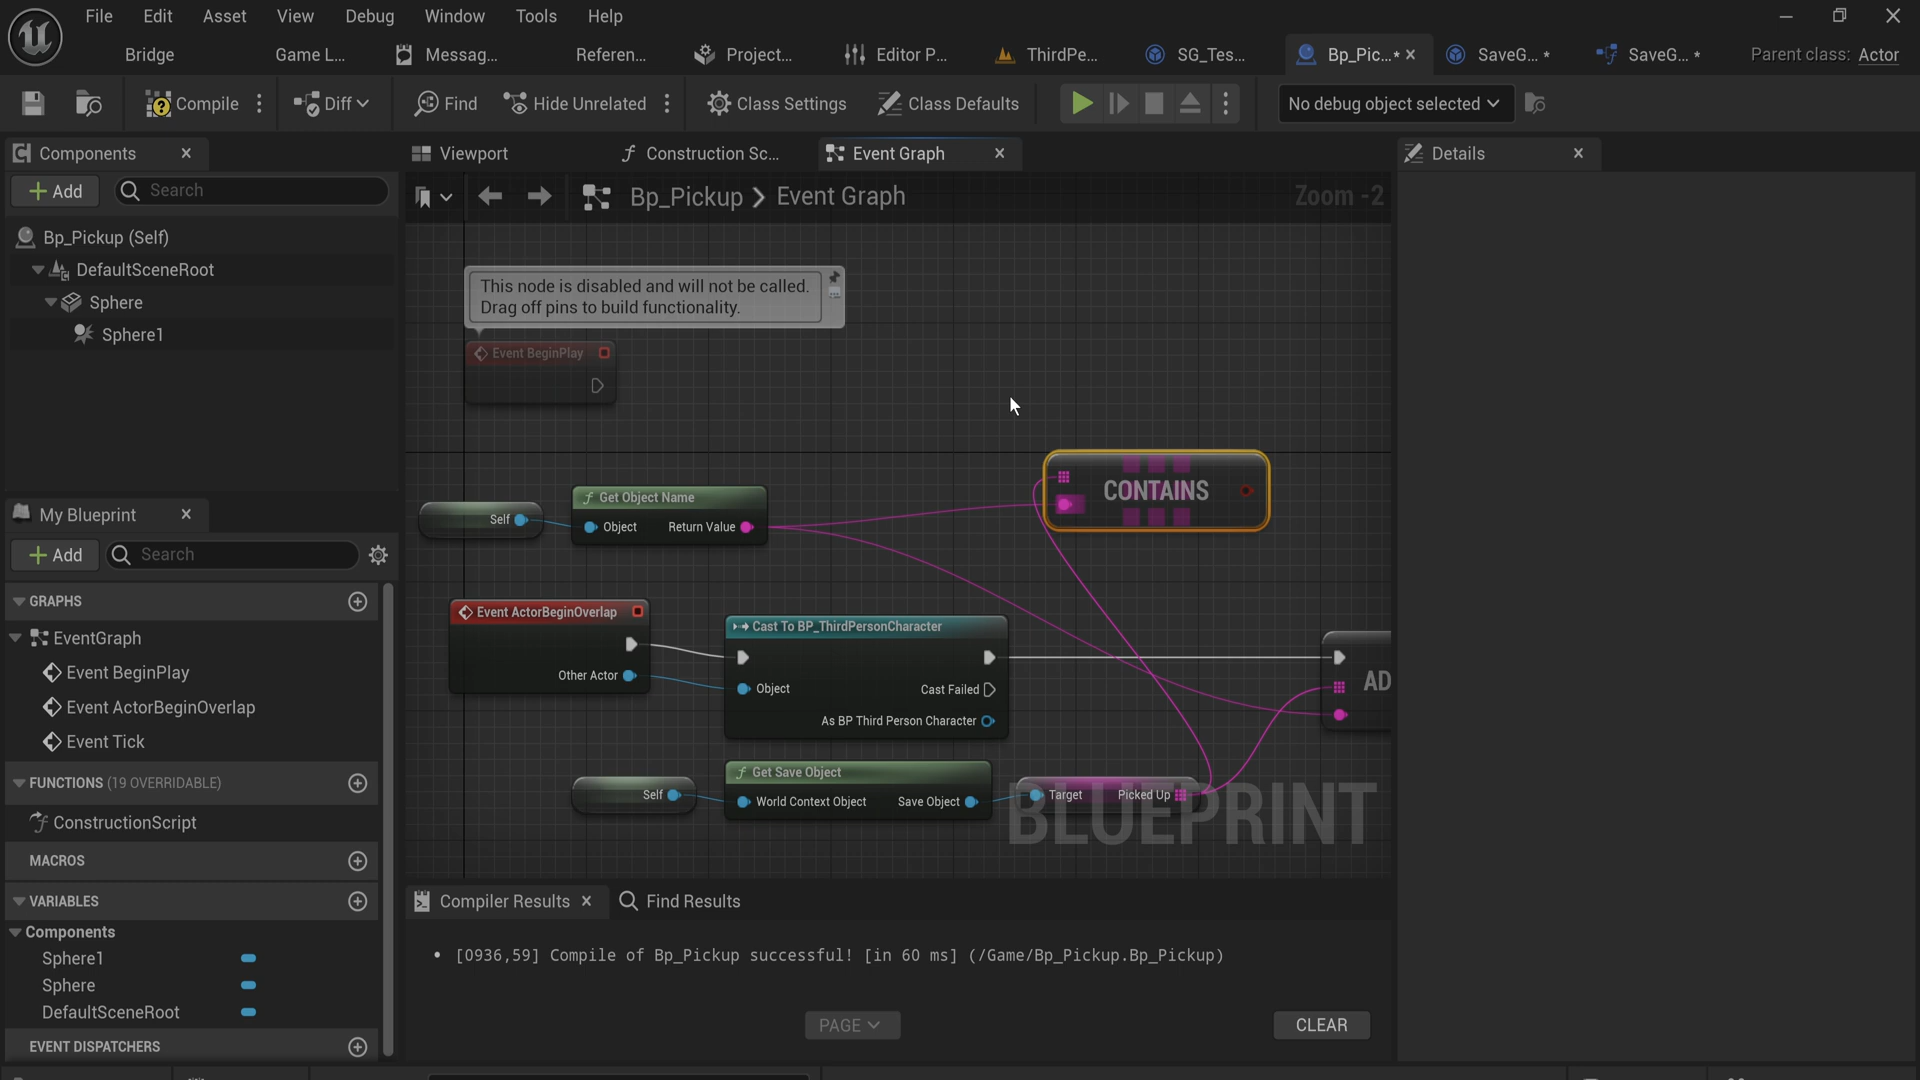 File Edit Asset View Debug Window Tools Help
Bridge Game L... Messag... Referen... Project... Editor P... ThirdPe... SG_Tes... Bp_Pic...* SaveG...* SaveG...* Parent class: Actor
Compile Diff Find Hide Unrelated Class Settings Class Defaults No debug object selected
Components
Add Search
Bp_Pickup (Self)
DefaultSceneRoot
Sphere
Sphere1
My Blueprint
Add Search
GRAPHS
EventGraph
Event BeginPlay
Event ActorBeginOverlap
Event Tick
FUNCTIONS (19 OVERRIDABLE)
ConstructionScript
MACROS
VARIABLES
Components
Sphere1
Sphere
DefaultSceneRoot
EVENT DISPATCHERS
Viewport Construction Sc... Event Graph
Bp_Pickup > Event Graph Zoom -2
This node is disabled and will not be called.
Drag off pins to build functionality.
Event BeginPlay
CONTAINS
Get Object Name
Self Object Return Value
Event ActorBeginOverlap
Other Actor
Cast To BP_ThirdPersonCharacter
Object Cast Failed
As BP Third Person Character
AD
Get Save Object
Self World Context Object Save Object Target Picked Up
BLUEPRINT
Compiler Results Find Results
• [0936,59] Compile of Bp_Pickup successful! [in 60 ms] (/Game/Bp_Pickup.Bp_Pickup)
PAGE CLEAR
Details